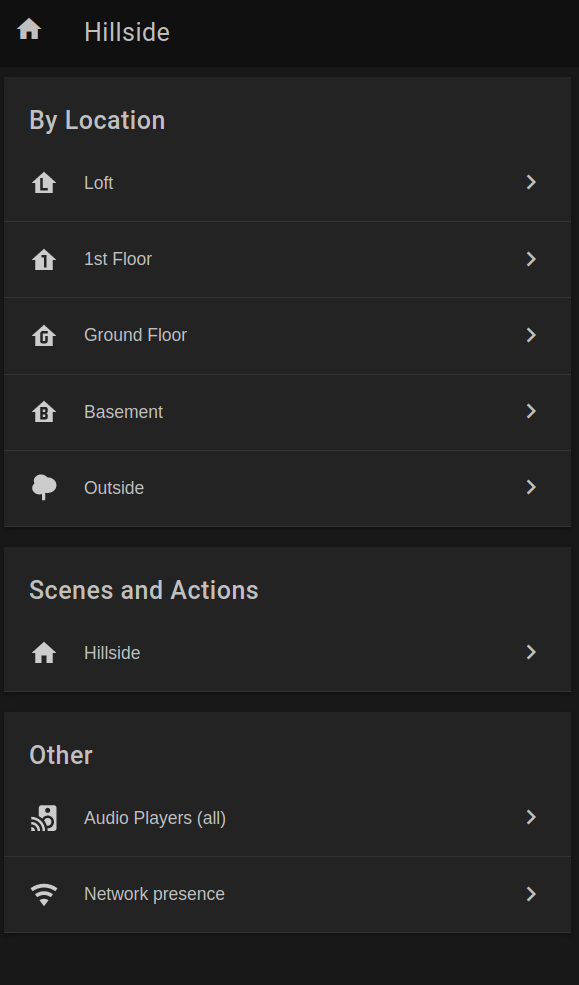 Hillside
By Location
L Loft
1 1st Floor
G Ground Floor
B Basement
Outside
Scenes and Actions
Hillside
Other
Audio Players (all)
Network presence